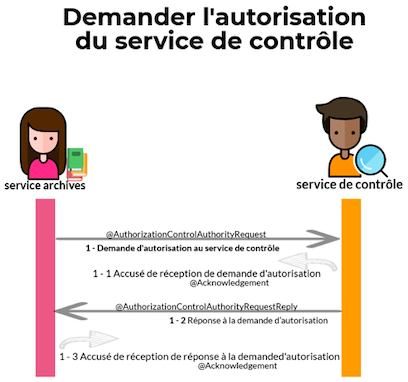 Demander l'autorisation
du service de contrôle
service archives
service de contrôle
@AuthorizationControlAuthorityRequest
1 - Demande d'autorisation au service de contrôle
1 - 1 Accusé de réception de demande d'autorisation
@Acknowledgement
@AuthorizationControlAuthorityRequestReply
1 - 2 Réponse à la demande d'autorisation
1 - 3 Accusé de réception de réponse à la demanded'autorisation
@Acknowledgement